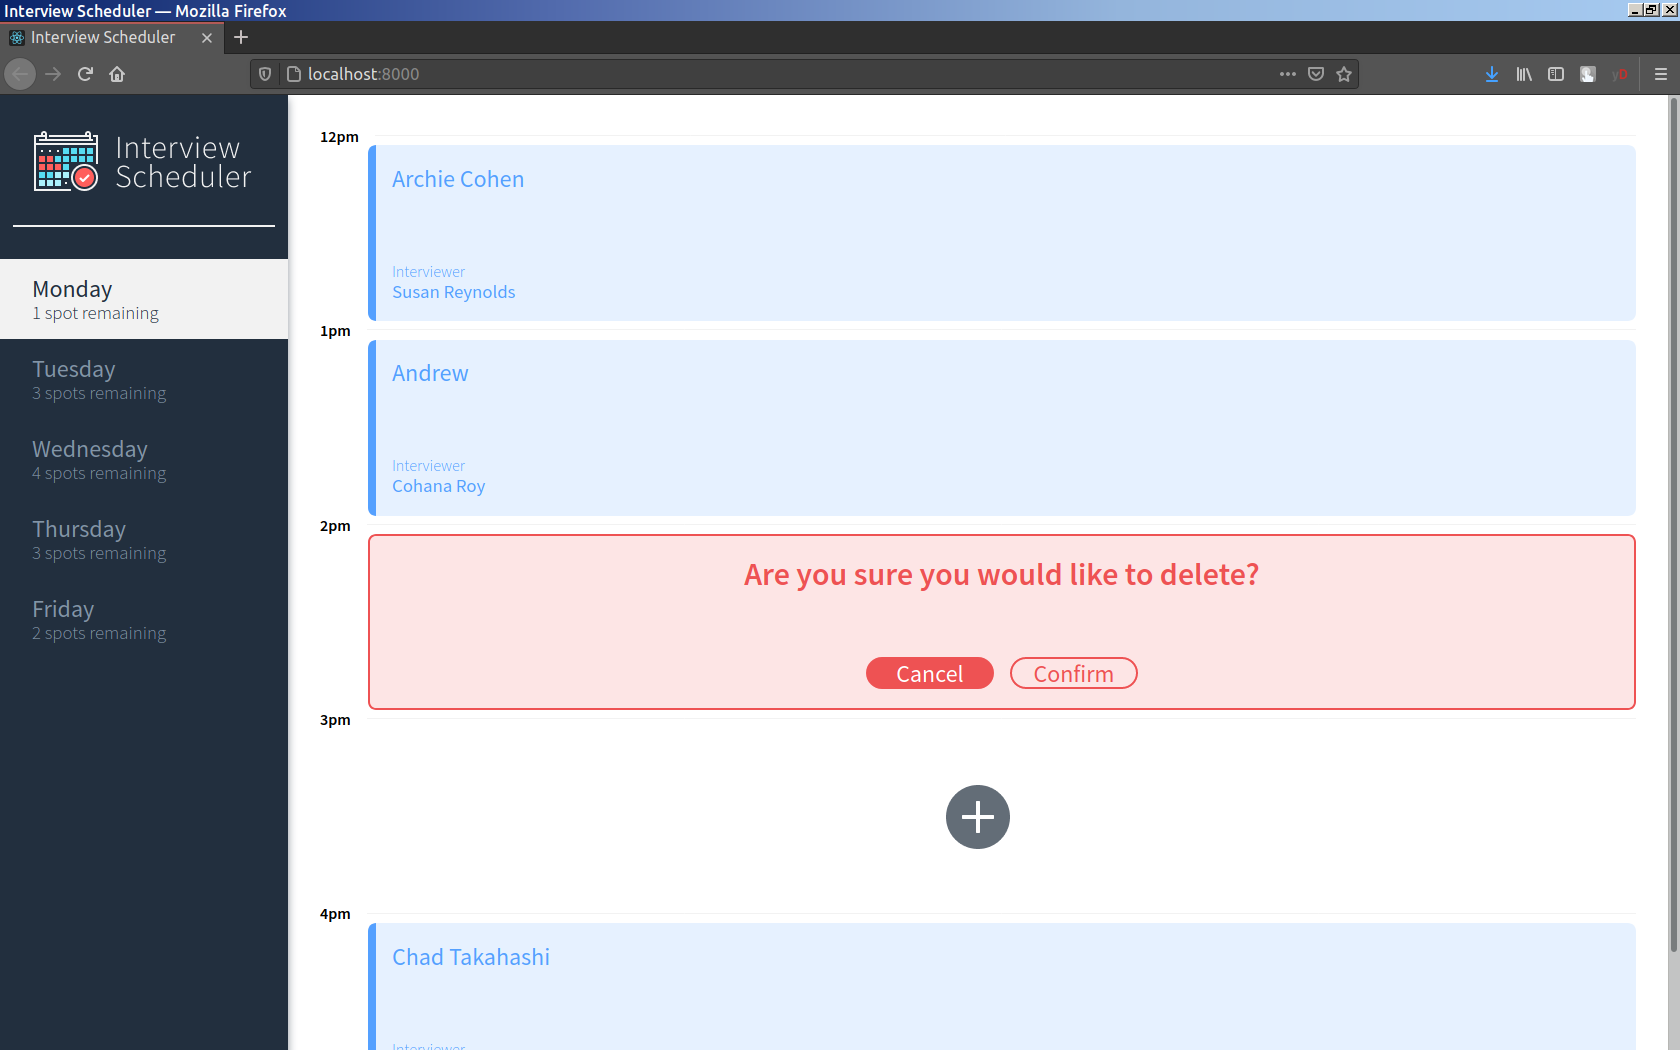 Interview Scheduler — Mozilla Firefox
Interview Scheduler
localhost:8000
yD
Interview
Scheduler
Monday
1 spot remaining
Tuesday
3 spots remaining
Wednesday
4 spots remaining
Thursday
3 spots remaining
Friday
2 spots remaining
12pm
Archie Cohen
Interviewer
Susan Reynolds
1pm
Andrew
Interviewer
Cohana Roy
2pm
Are you sure you would like to delete?
Cancel Confirm
3pm
4pm
Chad Takahashi
Interviewer